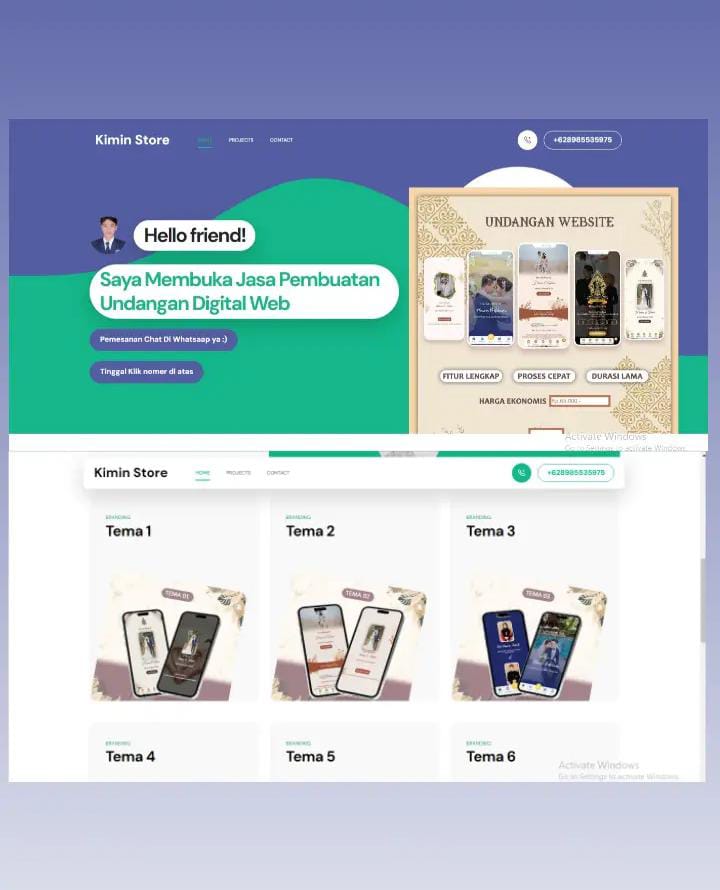 Kimin Store
HOME
PROJECTS
CONTACT
+628985535975
Hello friend!
Saya Membuka Jasa Pembuatan
Undangan Digital Web
Pemesanan Chat Di Whatsaap ya :)
Tinggal Klik nomor di atas
UNDANGAN WEBSITE
FITUR LENGKAP
PROSES CEPAT
DURASI LAMA
HARGA EKONOMIS
Activate Windows
Go to Settings to activate Windows.
Kimin Store
HOME
PROJECTS
CONTACT
+628985535975
BRANDING
Tema 1
BRANDING
Tema 2
BRANDING
Tema 3
TEMA 01
TEMA 02
TEMA 03
BRANDING
Tema 4
BRANDING
Tema 5
BRANDING
Tema 6
Activate Windows
Go to Settings to activate Windows.